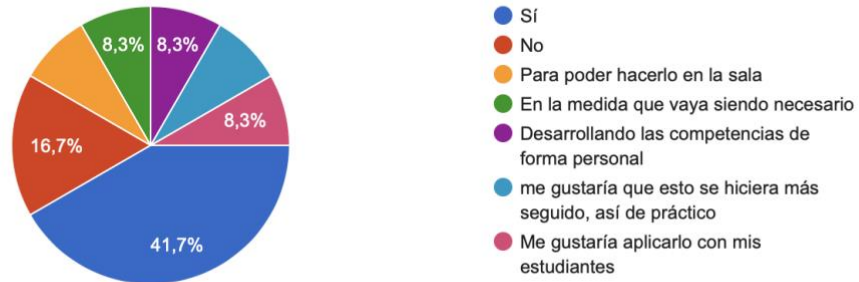 8,3%
8,3%
8,3%
16,7%
41,7%
Sí
No
Para poder hacerlo en la sala
En la medida que vaya siendo necesario
Desarrollando las competencias de
forma personal
me gustaría que esto se hiciera más
seguido, así de práctico
Me gustaría aplicarlo con mis
estudiantes